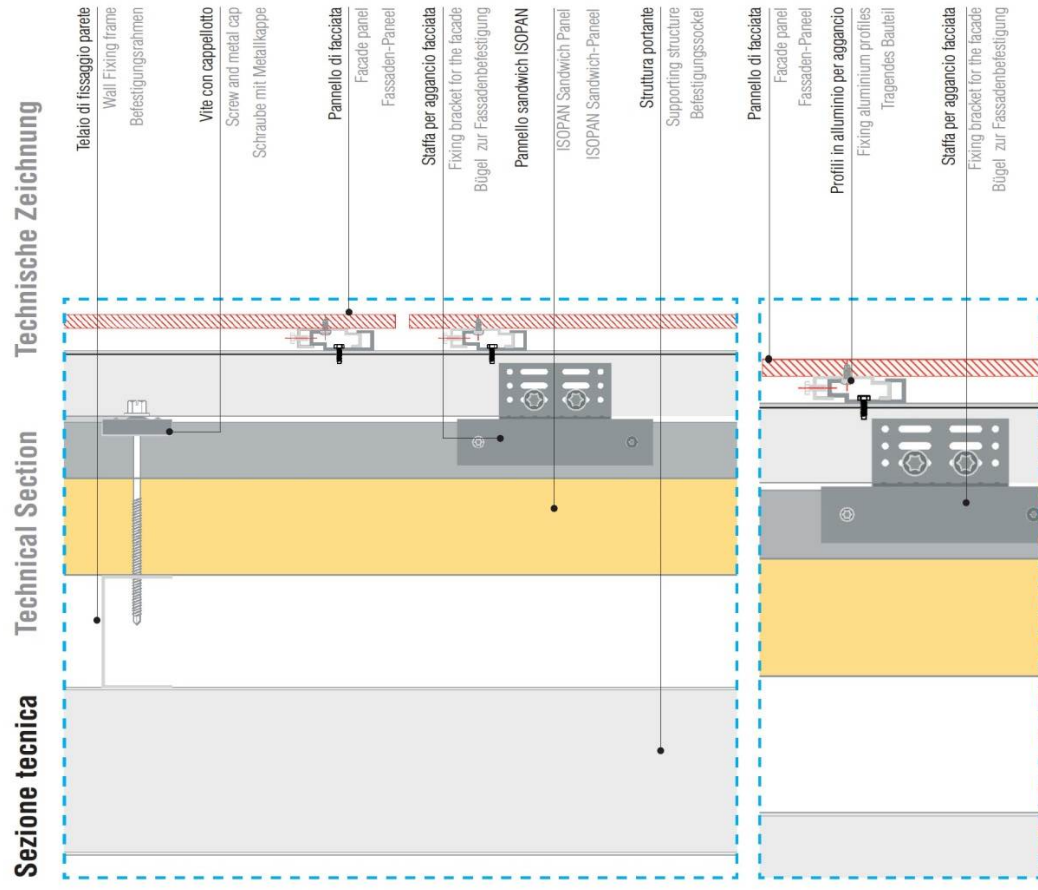 Sezione tecnica
Technical Section
Technische Zeichnung
Telaio di fissaggio parete
Wall Fixing frame
Befestigungsrahmen
Vite con cappellotto
Screw and metal cap
Schraube mit Metallkappe
Pannello di facciata
Facade panel
Fassaden-Paneel
Staffa per aggancio facciata
Fixing bracket for the facade
Bügel zur Fassadenbefestigung
Pannello sandwich ISOPAN
ISOPAN Sandwich Panel
ISOPAN Sandwich-Paneel
Struttura portante
Supporting structure
Befestigungssockel
Pannello di facciata
Facade panel
Fassaden-Paneel
Profili in alluminio per aggancio
Fixing aluminium profiles
Tragendes Bauteil
Staffa per aggancio facciata
Fixing bracket for the facade
Bügel zur Fassadenbefestigung